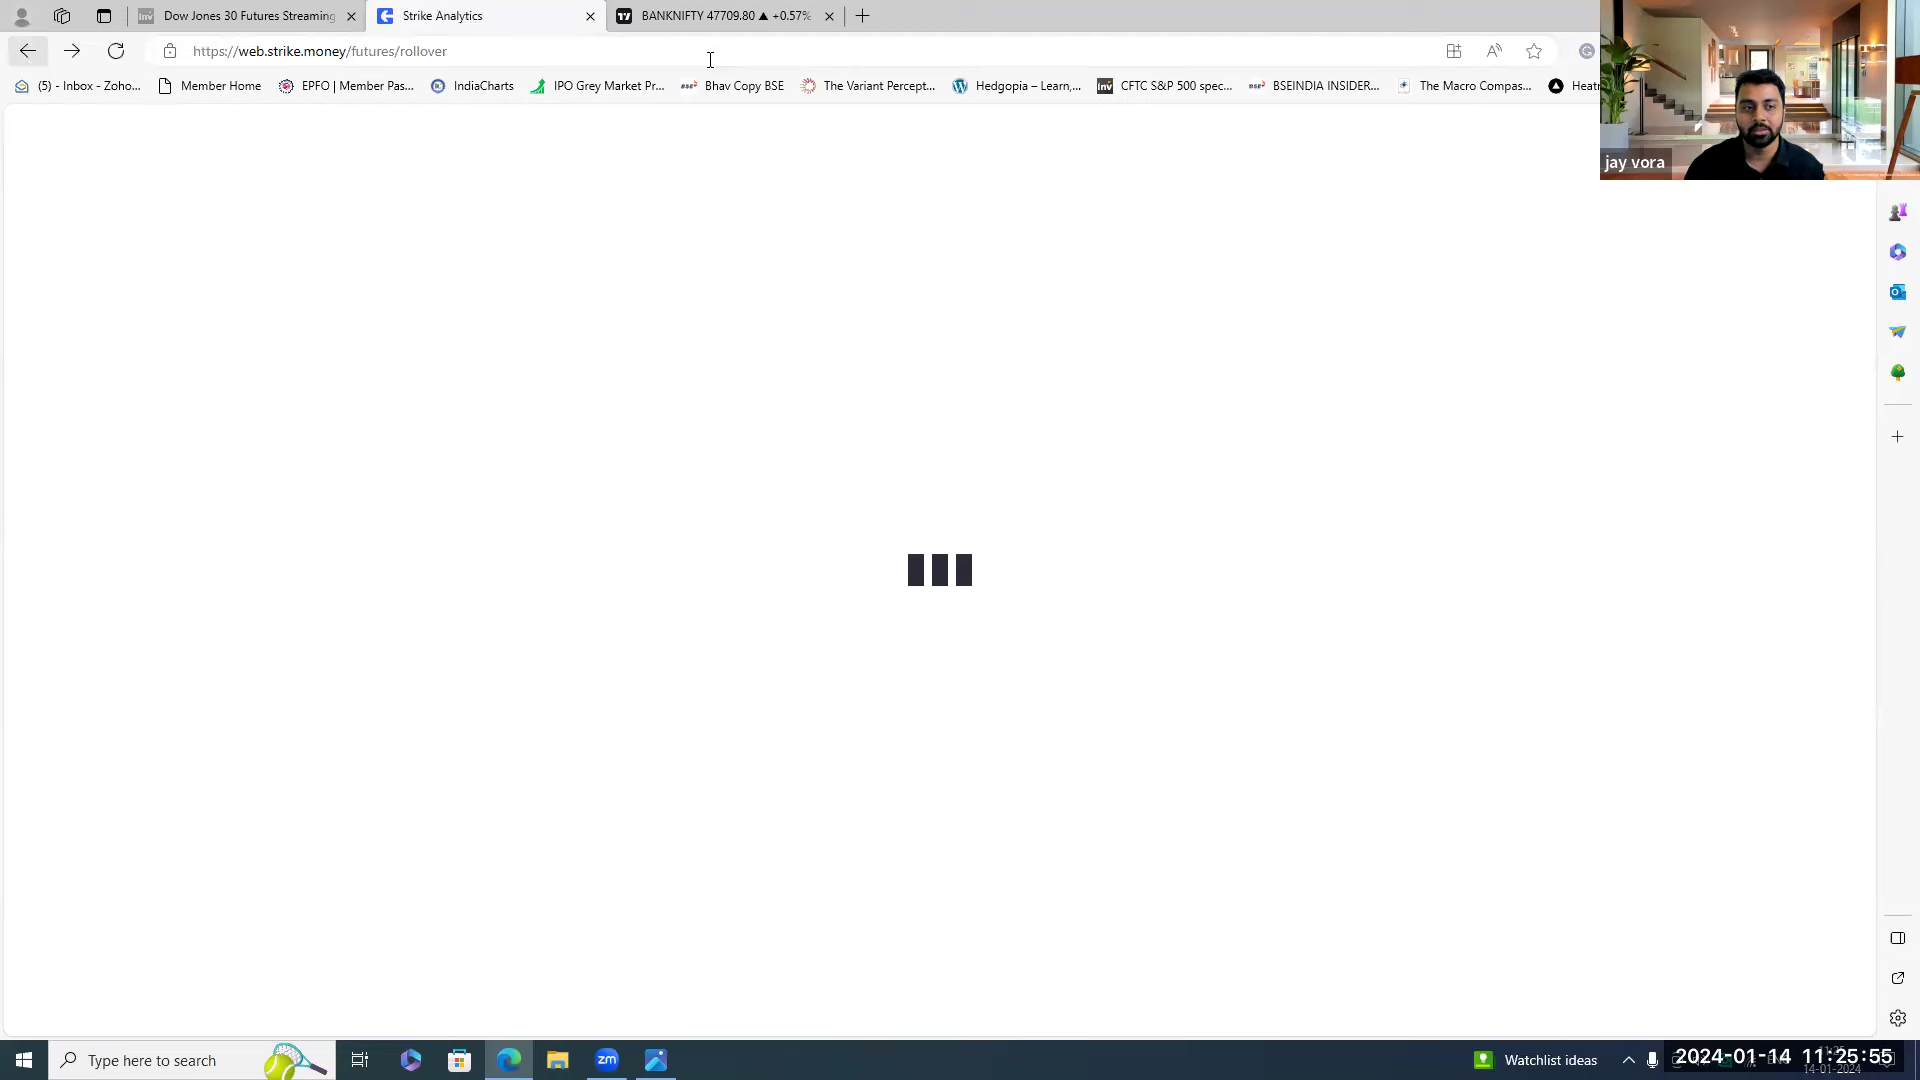 Dow Jones 30 Futures Streaming
Strike Analytics
BANKNIFTY 47709.80 ▲ +0.57%
https://web.strike.money/futures/rollover
(5) - Inbox - Zoho...
Member Home
EPFO | Member Pas...
IndiaCharts
IPO Grey Market Pr...
Bhav Copy BSE
The Variant Percept...
Hedgopia – Learn,...
CFTC S&P 500 spec...
BSEINDIA INSIDER...
The Macro Compas...
jay vora
Type here to search
Watchlist ideas
2024-01-14 11:25:55
14-01-2024